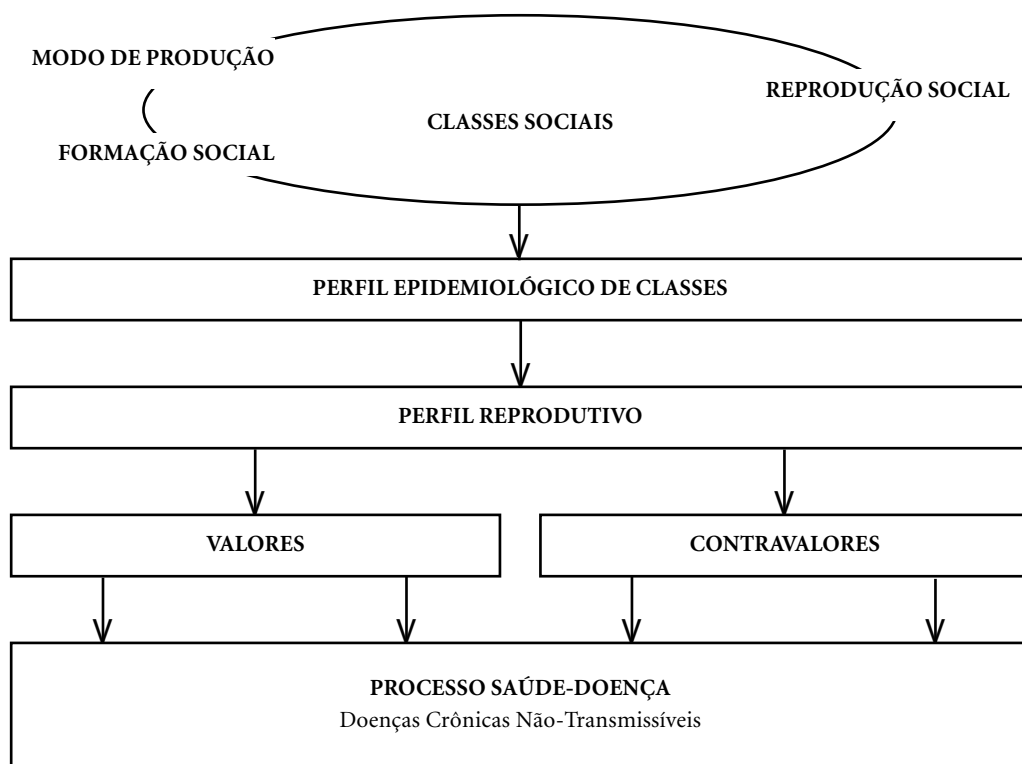 MODO DE PRODUÇÃO
REPRODUÇÃO SOCIAL
CLASSES SOCIAIS
FORMAÇÃO SOCIAL
PERFIL EPIDEMIOLÓGICO DE CLASSES
PERFIL REPRODUTIVO
VALORES
CONTRAVALORES
PROCESSO SAÚDE-DOENÇA
Doenças Crônicas Não-Transmissíveis